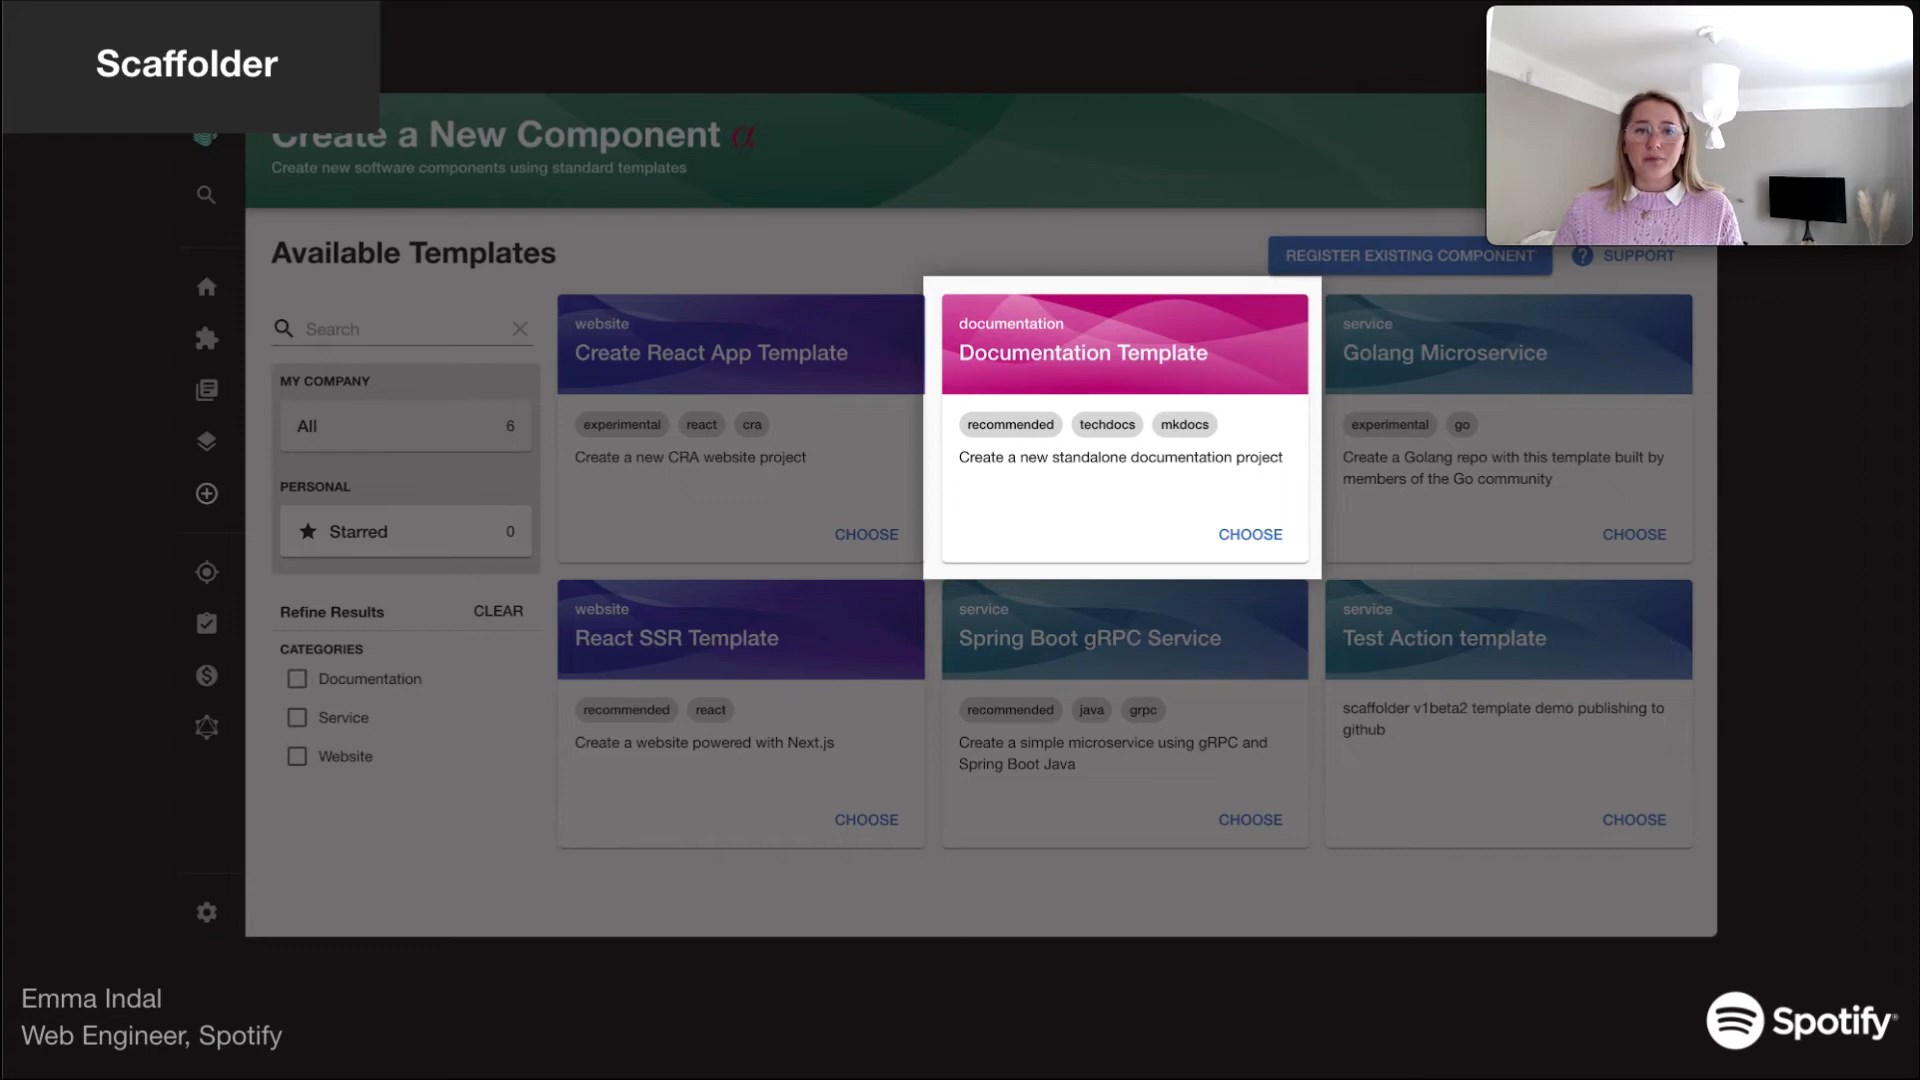 Scaffolder
Create a New Component α
Create new software components using standard templates
Available Templates
REGISTER EXISTING COMPONENT
? SUPPORT
Search
MY COMPANY
All 6
PERSONAL
Starred 0
Refine Results CLEAR
CATEGORIES
Documentation
Service
Website
website
Create React App Template
experimental react cra
Create a new CRA website project
CHOOSE
documentation
Documentation Template
recommended techdocs mkdocs
Create a new standalone documentation project
CHOOSE
service
Golang Microservice
experimental go
Create a Golang repo with this template built by
members of the Go community
CHOOSE
website
React SSR Template
recommended react
Create a website powered with Next.js
CHOOSE
service
Spring Boot gRPC Service
recommended java grpc
Create a simple microservice using gRPC and
Spring Boot Java
CHOOSE
service
Test Action template
scaffolder v1beta2 template demo publishing to
github
CHOOSE
Emma Indal
Web Engineer, Spotify
Spotify